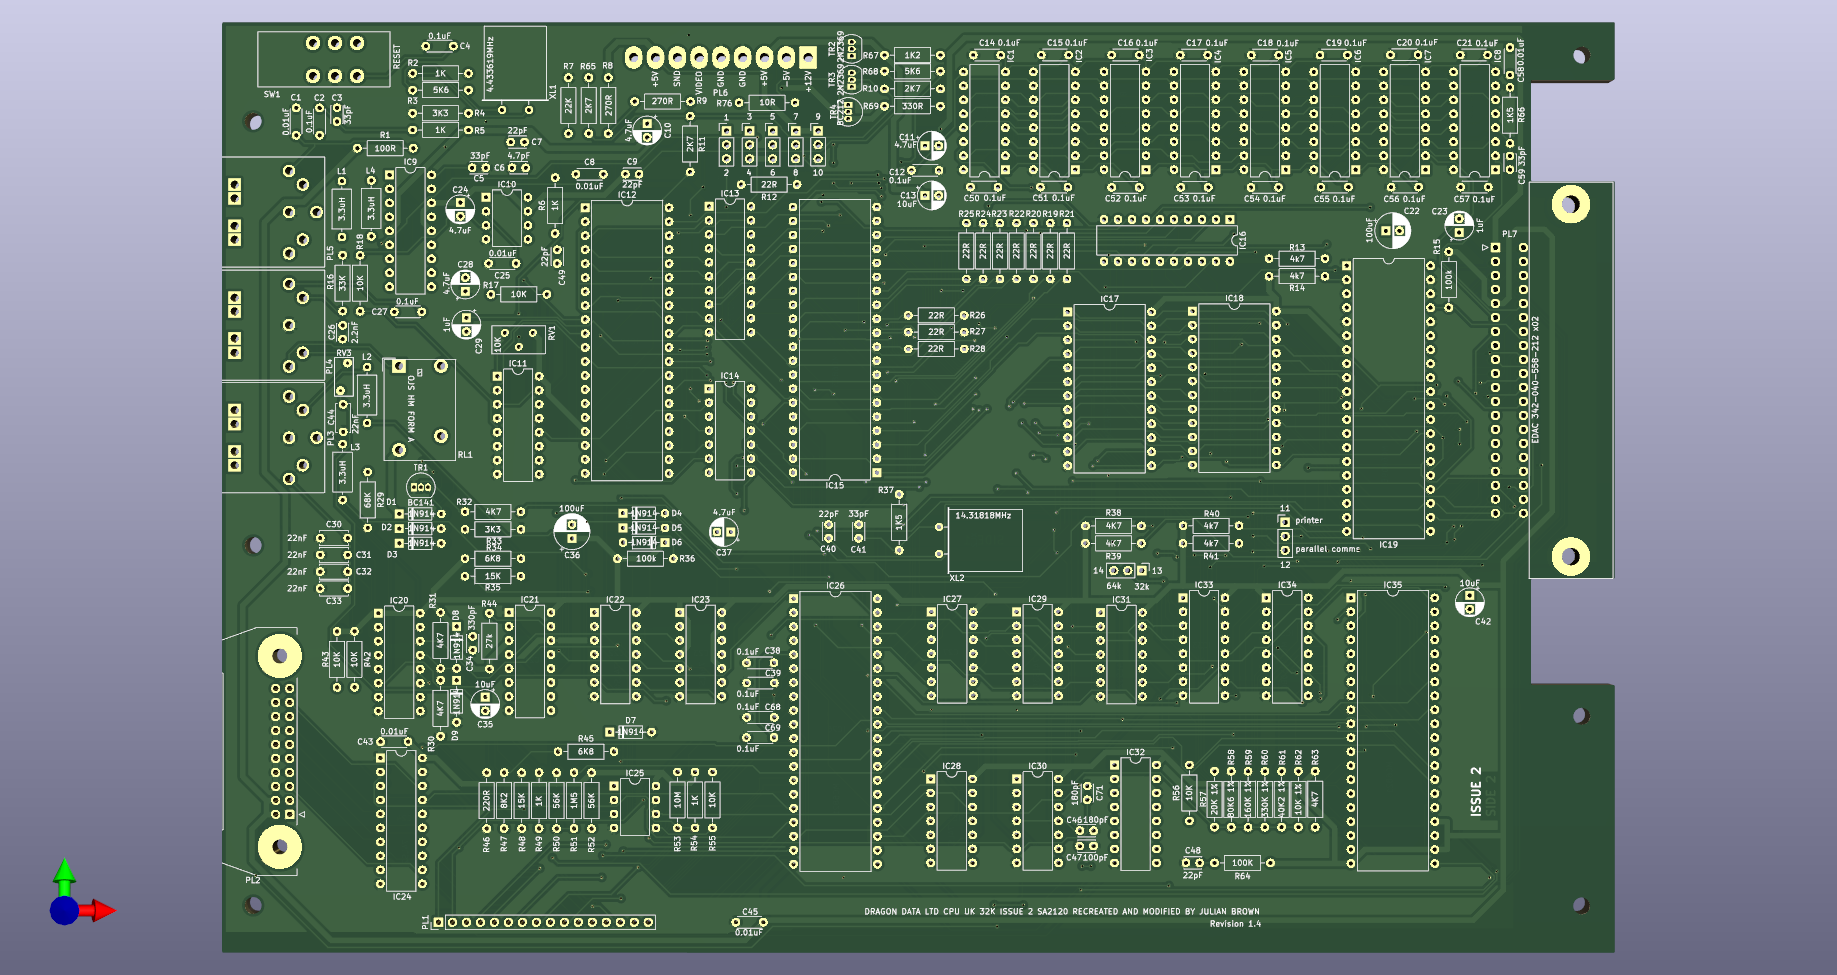 RESET
SW1
0.1uF
C4
R2
1K
5K6
R3
3K3
R4
1K
R5
R1
100R
C1
C2
C3
0.01uF
0.1uF
33pF
4.433619MHz
XL1
R7
R65
R8
22K
2K7
270R
+5V
SND
VIDEO
GND
GND
+5V
-5V
+12V
PL6
270R
R9
R76
10R
4.7uF
C10
2K7
R11
1
3
5
7
9
2
4
6
8
10
22R
R12
TR2
2N2369
TR3
2N2369
TR4
R67
1K2
R68
5K6
R10
2K7
R69
330R
C11
4.7uF
C12
0.1uF
C13
10uF
C14 0.1uF
C15 0.1uF
C16 0.1uF
C17 0.1uF
C18 0.1uF
C19 0.1uF
C20 0.1uF
C21 0.1uF
IC1
IC2
IC3
IC4
IC5
IC6
IC7
IC8
C58
0.01uF
1K5
R66
C59 33pF
C50 0.1uF
C51 0.1uF
C52 0.1uF
C53 0.1uF
C54 0.1uF
C55 0.1uF
C56 0.1uF
C57 0.1uF
22pF
C7
33pF
C5
4.7pF
C6
C8
0.01uF
C9
22pF
IC9
IC10
IC12
IC13
L1
3.3uH
L4
3.3uH
C24
4.7uF
R6
1K
22pF
C49
0.01uF
C25
PL5
R18
R16
33K
10K
C28
4.7uF
R17
10K
0.1uF
C27
1uF
C29
RV1
10K
C26
2.2nF
RV3
PL4
L2
3.3uH
C44
22nF
PL3
L3
3.3uH
SJO HM FORM A
RL1
IC11
IC14
IC15
TR1
BC141
68K
R29
R25
R24
R23
R22
R20
R19
R21
22R
22R
22R
22R
22R
22R
22R
IC16
22R
R26
22R
R27
22R
R28
R13
4k7
4k7
R14
100uF
C22
C23
1uF
R15
100k
PL7
EDAC 342-040-558-212 x02
IC17
IC18
IC19
D1
1N914
D2
1N914
D3
1N914
R32
4K7
3K3
R33
R34
6K8
15K
R35
100uF
C36
1N914
D4
1N914
D5
1N914
D6
100k
R36
4.7uF
C37
22pF
C40
33pF
C41
R37
1K5
14.31818MHz
XL2
R38
4K7
4K7
R39
R40
4k7
4k7
R41
11
printer
parallel comms
12
14
13
64k
32k
C30
22nF
22nF
C31
22nF
C32
22nF
C33
IC20
IC21
IC22
IC23
IC26
IC27
IC29
IC31
IC33
IC34
IC35
10uF
C42
R31
4K7
D8
1N914
330pF
C34
R44
27k
R43
10K
10K
R42
4K7
R30
1N914
D9
10uF
C35
0.1uF
C38
C39
0.1uF
0.1uF
C68
C69
0.1uF
D7
1N914
R45
6K8
0.01uF
C43
IC24
220R
8K2
15K
1K
56K
1M5
56K
R46
R47
R48
R49
R50
R51
R52
IC25
10M
1K
10K
R53
R54
R55
IC28
IC30
IC32
180pF
C71
C46
180pF
C47
100pF
R56
10K
R57
R58
R59
R60
R61
R62
R63
20K 1%
80K6 1%
160K 1%
330K 1%
40K2 1%
10K 1%
4K7
C48
22pF
100K
R64
ISSUE 2
SIDE 2
PL2
PL1
C45
0.01uF
DRAGON DATA LTD CPU UK 32K ISSUE 2 SA2120 RECREATED AND MODIFIED BY JULIAN BROWN
Revision 1.4